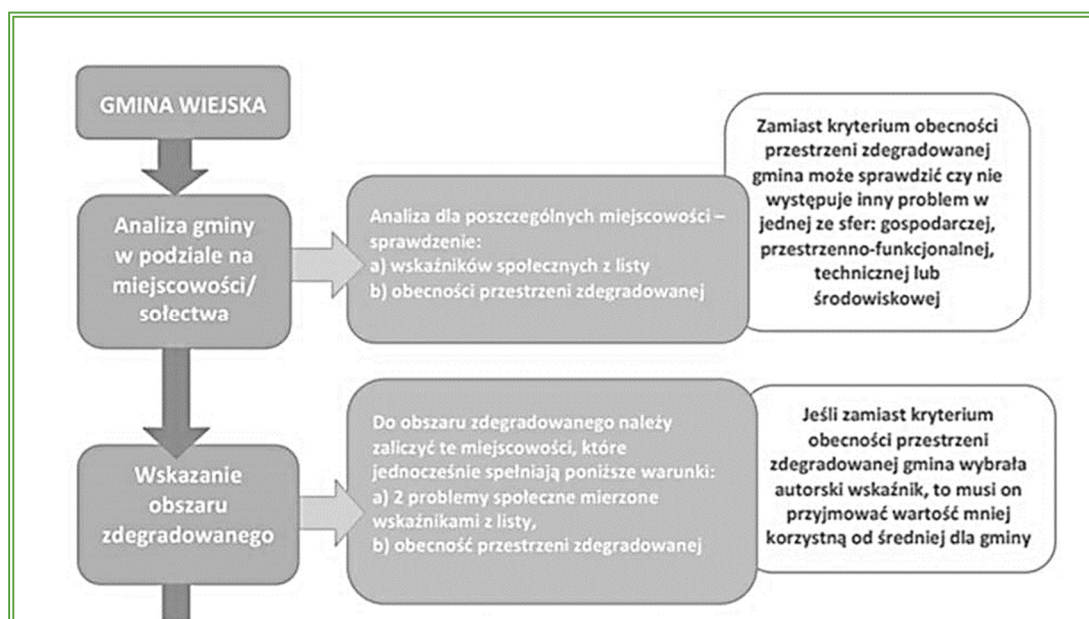 GMINA WIEJSKA
Analiza gminy
w podziale na
miejscowości/
sołectwa
Analiza dla poszczególnych miejscowości –
sprawdzenie:
a) wskaźników społecznych z listy
b) obecności przestrzeni zdegradowanej
Zamiast kryterium obecności
przestrzeni zdegradowanej
gmina może sprawdzić czy nie
występuje inny problem w
jednej ze sfer: gospodarczej,
przestrzenno-funkcjonalnej,
technicznej lub
środowiskowej
Wskazanie
obszaru
zdegradowanego
Do obszaru zdegradowanego należy
zaliczyć te miejscowości, które
jednocześnie spełniają poniższe warunki:
a) 2 problemy społeczne mierzone
wskaźnikami z listy,
b) obecność przestrzeni zdegradowanej
Jeśli zamiast kryterium
obecności przestrzeni
zdegradowanej gmina wybrała
autorski wskaźnik, to musi on
przyjmować wartość mniej
korzystną od średniej dla gminy